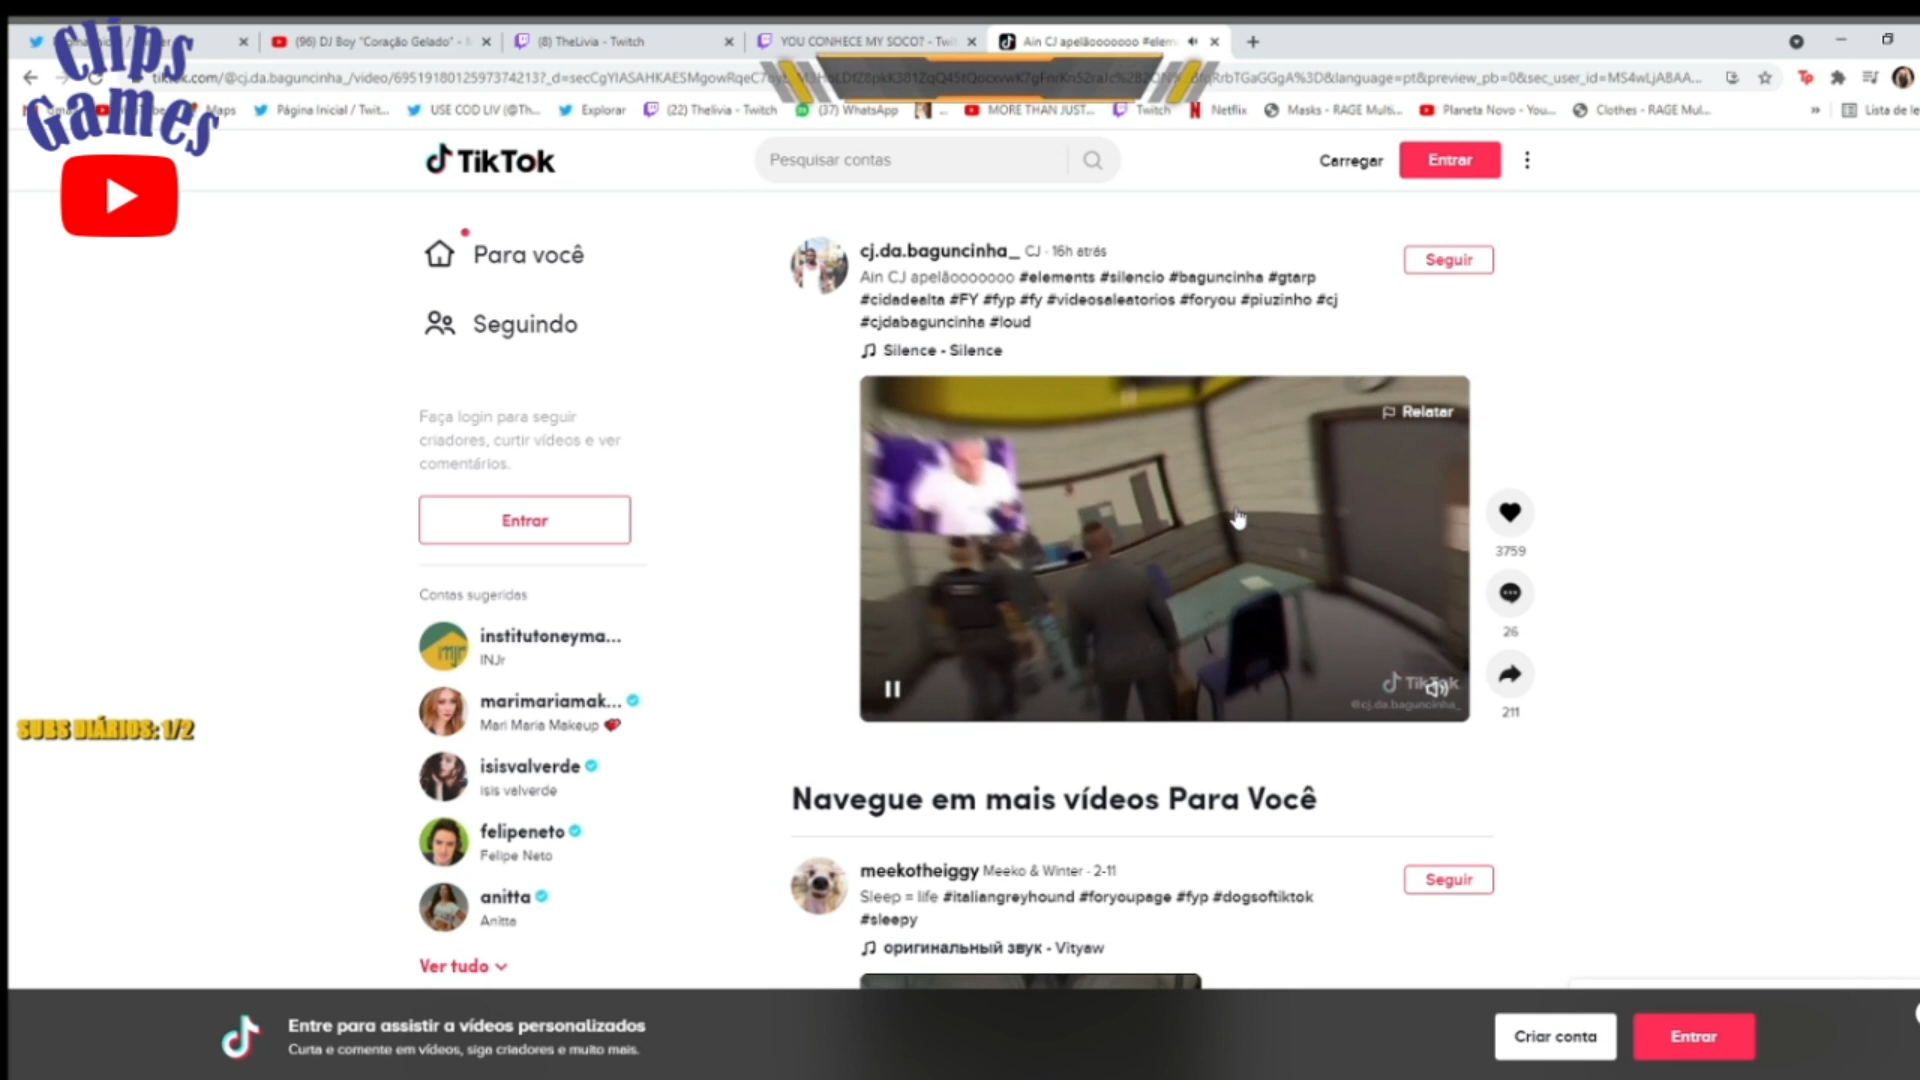 Clips
Games
(96) DJ Boy "Coração Gelado" -
(8) TheLivia - Twitch
YOU CONHECE MY SOCO? - Twi
Ain CJ apelãooooooo #elem
Maps
Página Inicial / Twit...
USE COD LIV (@Th...
Explorar
(22) Thelivia - Twitch
(37) WhatsApp
...
MORE THAN JUST...
Twitch
Netflix
Masks - RAGE Multi...
Planeta Novo - You...
Clothes - RAGE Mul...
»
Lista de le
TikTok
Pesquisar contas
Carregar
Entrar
Para você
Seguindo
Faça login para seguir
criadores, curtir vídeos e ver
comentários.
Entrar
Contas sugeridas
institutoneyma...
INJr
marimariamak...
Mari Maria Makeup
isisvalverde
isis valverde
felipeneto
Felipe Neto
anitta
Anitta
Ver tudo
SUBS DIÁRIOS: 1/2
cj.da.baguncinha_ CJ · 16h atrás
Seguir
Ain CJ apelãooooooo #elements #silencio #baguncinha #gtarp
#cidadealta #FY #fyp #fy #videosaleatorios #foryou #piuzinho #cj
#cjdabaguncinha #loud
Silence - Silence
Relatar
TikTok
@cj.da.baguncinha_
3759
26
211
Navegue em mais vídeos Para Você
meekotheiggy Meeko & Winter · 2-11
Seguir
Sleep = life #italiangreyhound #foryoupage #fyp #dogsoftiktok
#sleepy
оригинальный звук - Vityaw
Entre para assistir a vídeos personalizados
Curta e comente em vídeos, siga criadores e muito mais.
Criar conta
Entrar